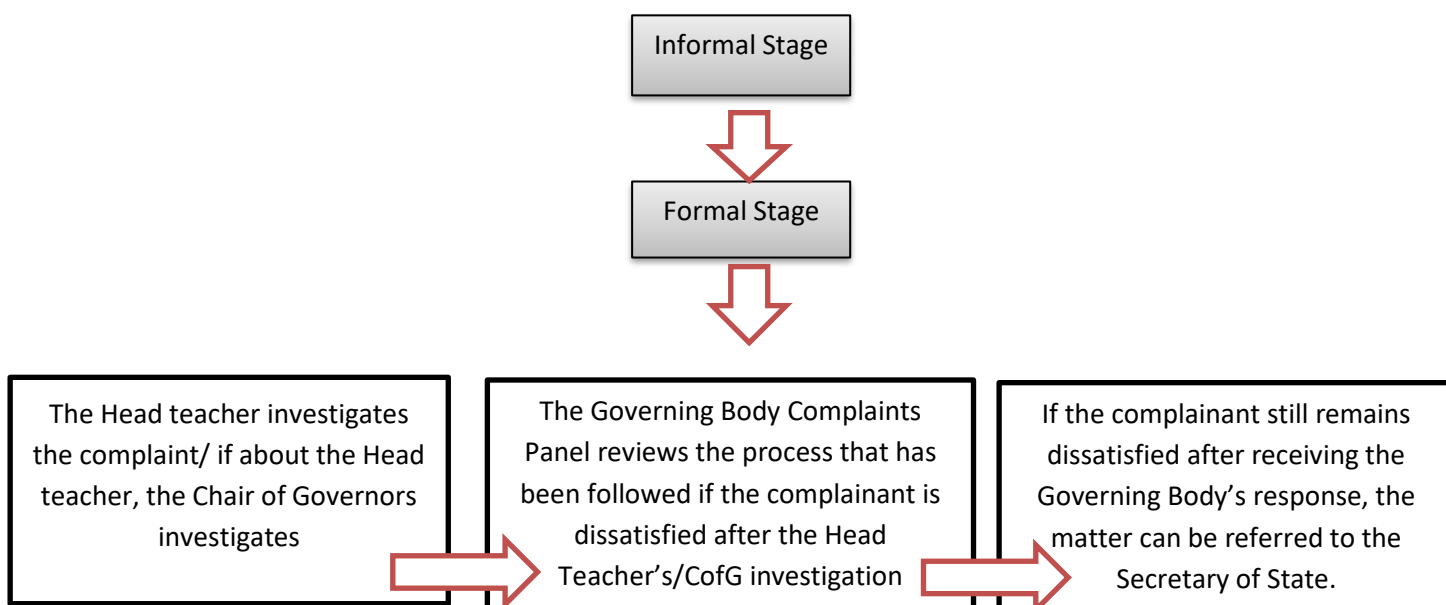 Informal Stage
Formal Stage
The Head teacher investigates
the complaint/ if about the Head
teacher, the Chair of Governors
investigates
The Governing Body Complaints
Panel reviews the process that has
been followed if the complainant is
dissatisfied after the Head
Teacher’s/CofG investigation
If the complainant still remains
dissatisfied after receiving the
Governing Body’s response, the
matter can be referred to the
Secretary of State.